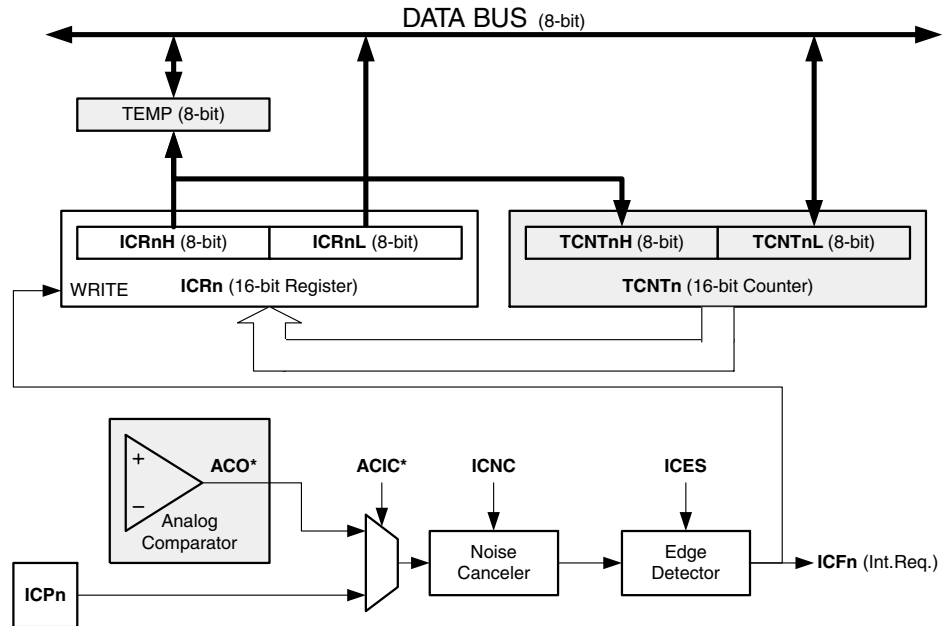 DATA BUS (8-bit)
TEMP (8-bit)
ICRnH (8-bit)
ICRnL (8-bit)
TCNTnH (8-bit)
TCNTnL (8-bit)
WRITE
ICRn (16-bit Register)
TCNTn (16-bit Counter)
+
−
ACO*
Analog
Comparator
ACIC*
ICNC
ICES
Noise
Canceler
Edge
Detector
ICFn (Int.Req.)
ICPn